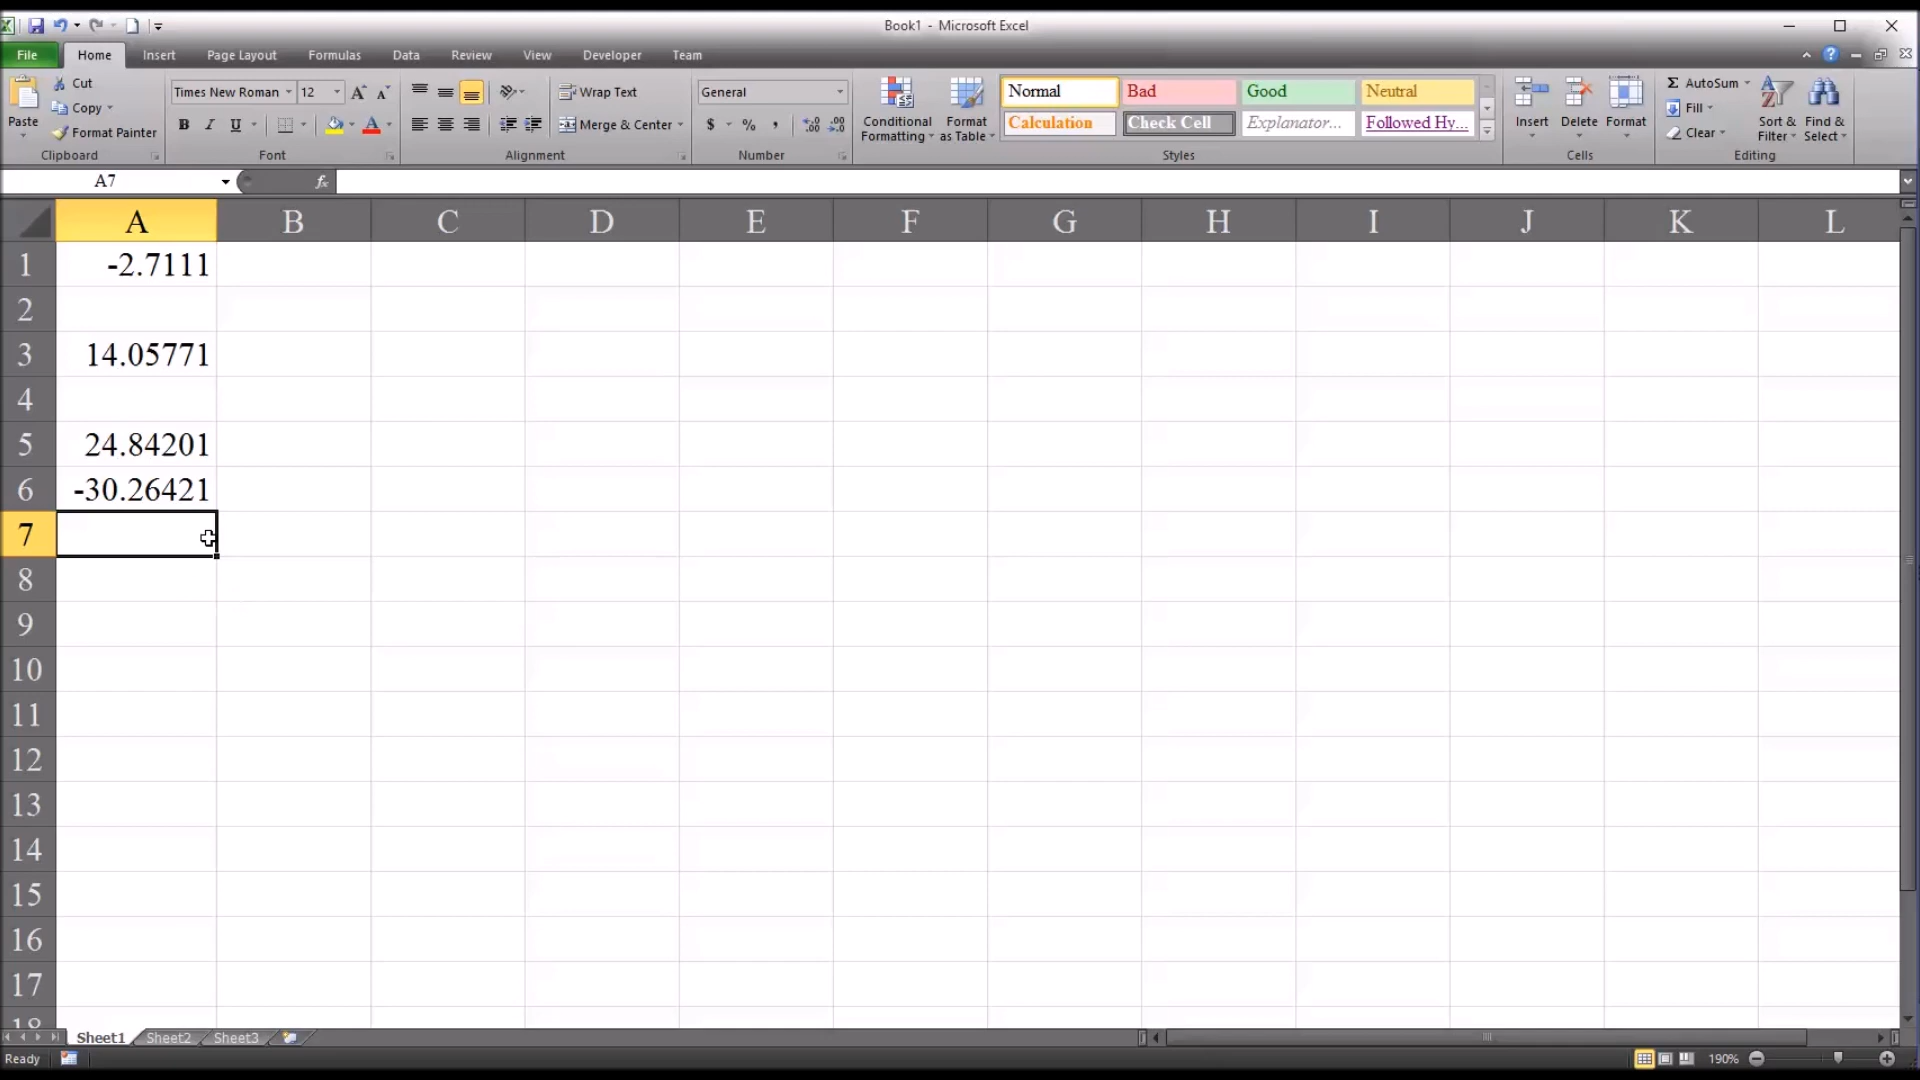 Book1 - Microsoft Excel
File Home Insert Page Layout Formulas Data Review View Developer Team
Paste
Cut
Copy
Format Painter
Clipboard
Times New Roman 12
B I U
Font
Wrap Text
Merge & Center
Alignment
General
$ % ,
Number
Conditional Formatting
Format as Table
Normal Bad Good Neutral
Calculation Check Cell Explanator... Followed Hy...
Styles
Insert Delete Format
Cells
Σ AutoSum
Fill
Clear
Sort & Filter
Find & Select
Editing
A7 fx
A B C D E F G H I J K L
1 -2.7111
2
3 14.05771
4
5 24.84201
6 -30.26421
7
8
9
10
11
12
13
14
15
16
17
18
Sheet1 Sheet2 Sheet3
Ready 190%